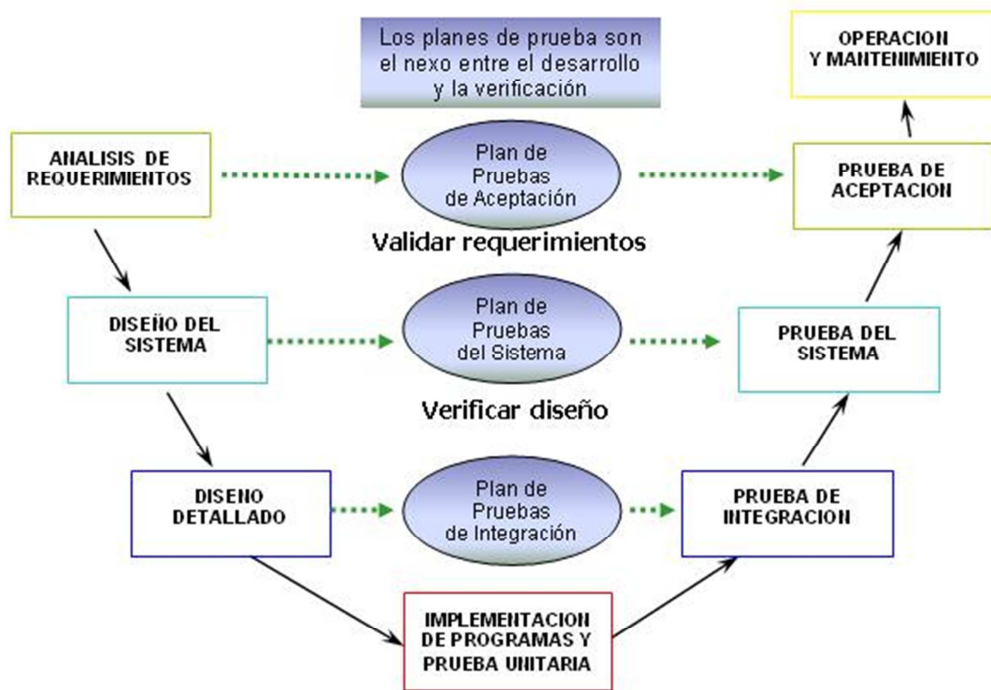 Los planes de prueba son
el nexo entre el desarrollo
y la verificación
OPERACION
Y MANTENIMIENTO
ANALISIS DE
REQUERIMIENTOS
Plan de
Pruebas
de Aceptación
PRUEBA DE
ACEPTACION
Validar requerimientos
DISEÑO DEL
SISTEMA
Plan de
Pruebas
del Sistema
PRUEBA DEL
SISTEMA
Verificar diseño
DISEÑO
DETALLADO
Plan de
Pruebas
de Integración
PRUEBA DE
INTEGRACION
IMPLEMENTACION
DE PROGRAMAS Y
PRUEBA UNITARIA